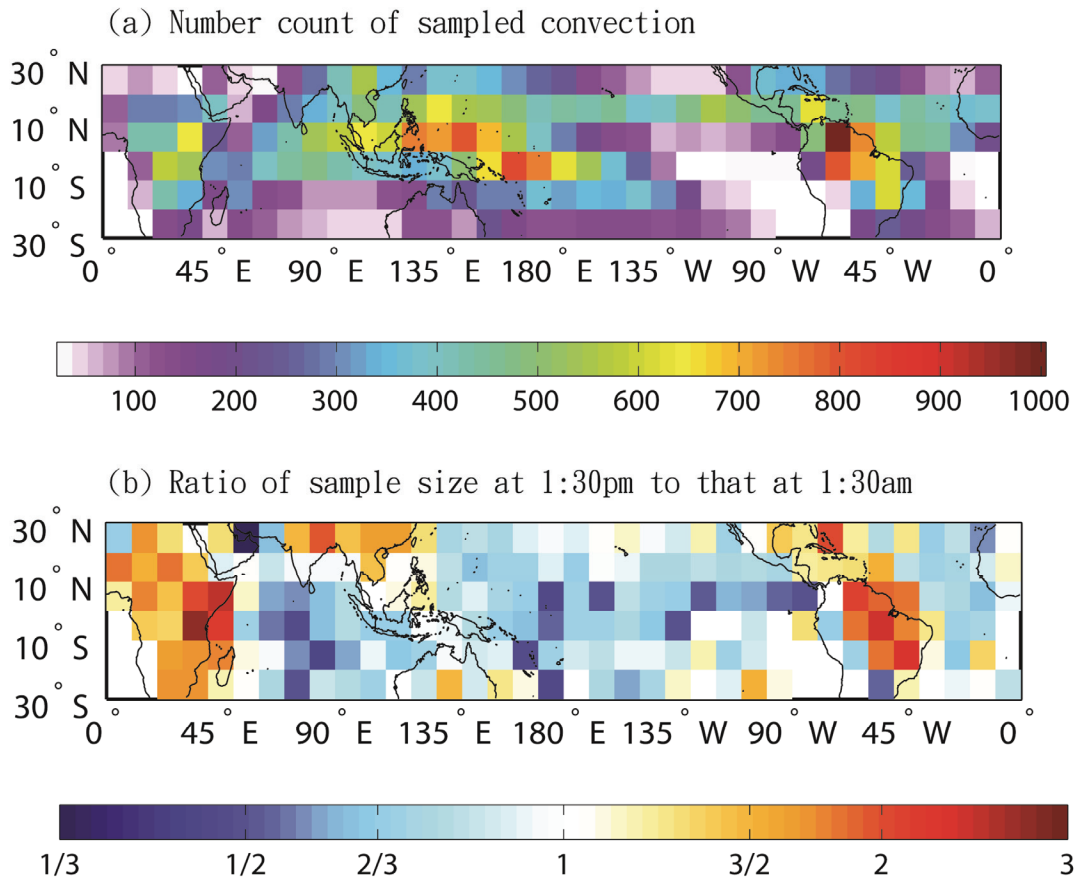 (a) Number count of sampled convection
30° N
10° N
10° S
30° S
0° 45° E 90° E 135° E 180° E 135° W 90° W 45° W 0°
100 200 300 400 500 600 700 800 900 1000
(b) Ratio of sample size at 1:30pm to that at 1:30am
30° N
10° N
10° S
30° S
0° 45° E 90° E 135° E 180° E 135° W 90° W 45° W 0°
1/3 1/2 2/3 1 3/2 2 3